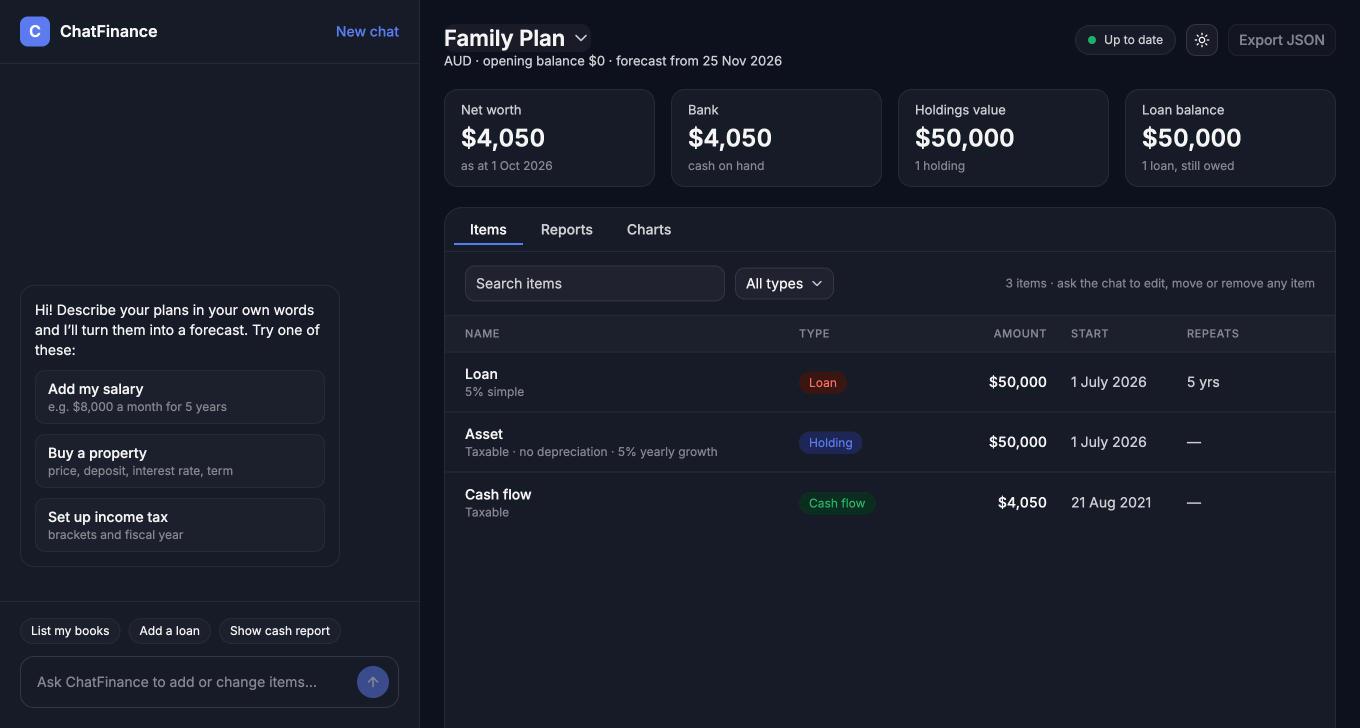 C ChatFinance
New chat
Hi! Describe your plans in your own words
and I'll turn them into a forecast. Try one of
these:
Add my salary
e.g. $8,000 a month for 5 years
Buy a property
price, deposit, interest rate, term
Set up income tax
brackets and fiscal year
List my books
Add a loan
Show cash report
Ask ChatFinance to add or change items...
Family Plan
AUD · opening balance $0 · forecast from 25 Nov 2026
Up to date
Export JSON
Net worth
$4,050
as at 1 Oct 2026
Bank
$4,050
cash on hand
Holdings value
$50,000
1 holding
Loan balance
$50,000
1 loan, still owed
Items Reports Charts
Search items
All types
3 items · ask the chat to edit, move or remove any item
NAME TYPE AMOUNT START REPEATS
Loan
5% simple
Loan
$50,000
1 July 2026
5 yrs
Asset
Taxable · no depreciation · 5% yearly growth
Holding
$50,000
1 July 2026
—
Cash flow
Taxable
Cash flow
$4,050
21 Aug 2021
—